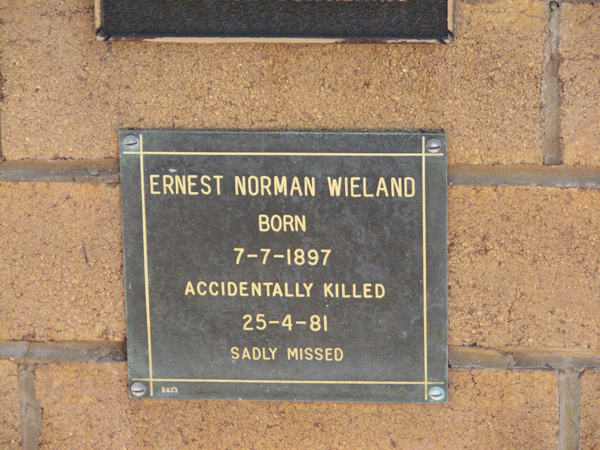 ERNEST NORMAN WIELAND
BORN
7-7-1897
ACCIDENTALLY KILLED
25-4-81
SADLY MISSED